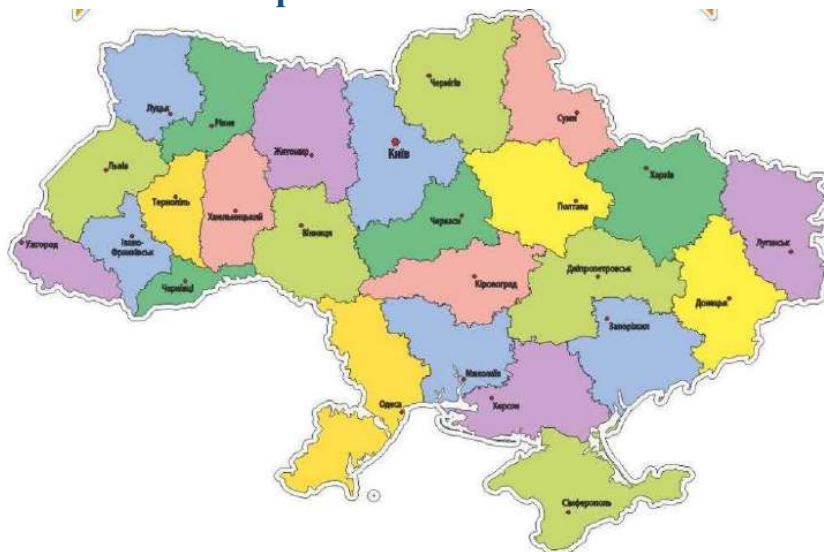 Чернігів
Луцьк
Рівне
Суми
Житомир
Київ
Львів
Харків
Тернопіль
Хмельницький
Полтава
Черкаси
Вінниця
Ужгород
Івано-
Франківськ
Луганськ
Чернівці
Кіровоград
Дніпропетровськ
Донецьк
Запоріжжя
Миколаїв
Херсон
Одеса
Сімферополь